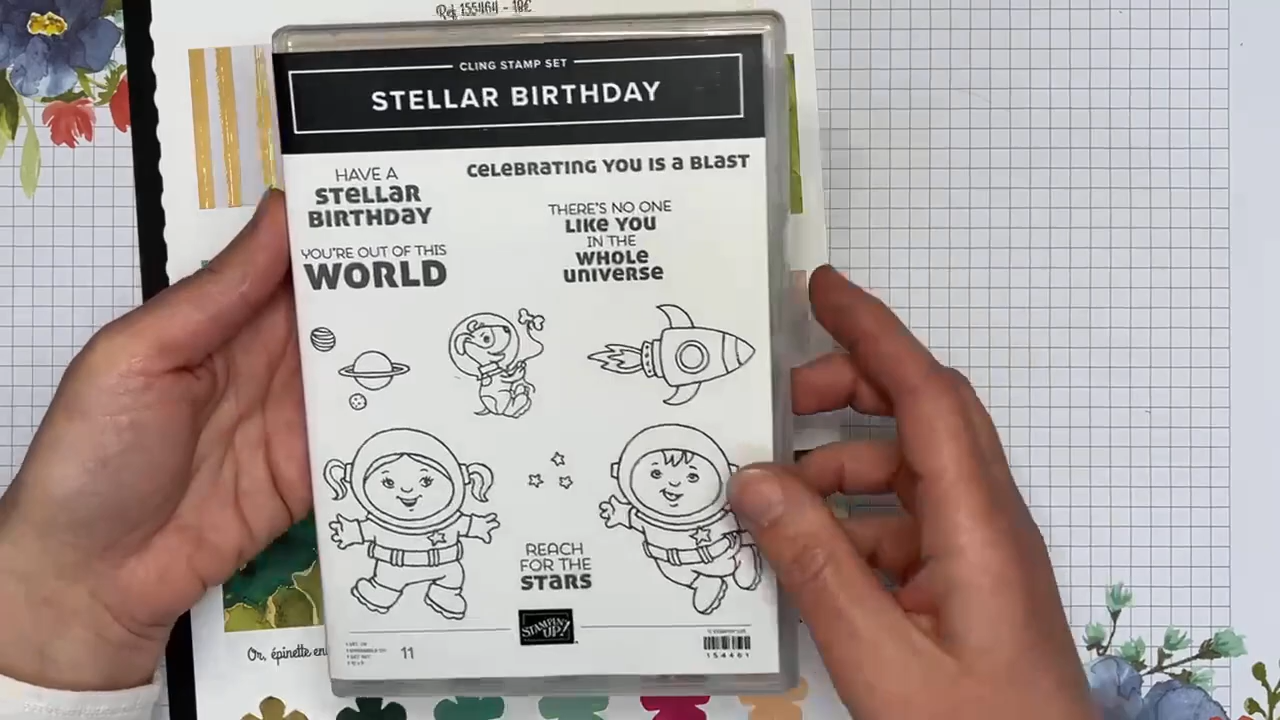 Réf. 155464 - 18€
CLING STAMP SET
STELLAR BIRTHDAY
HAVE A
STELLAR
BIRTHDAY
CELEBRATING YOU IS A BLAST
YOU'RE OUT OF THIS
WORLD
THERE'S NO ONE
LIKE YOU
IN THE
WHOLE
UNIVERSE
REACH
FOR THE
STARS
STAMPIN'
UP!
11
154461
Or, épinette en